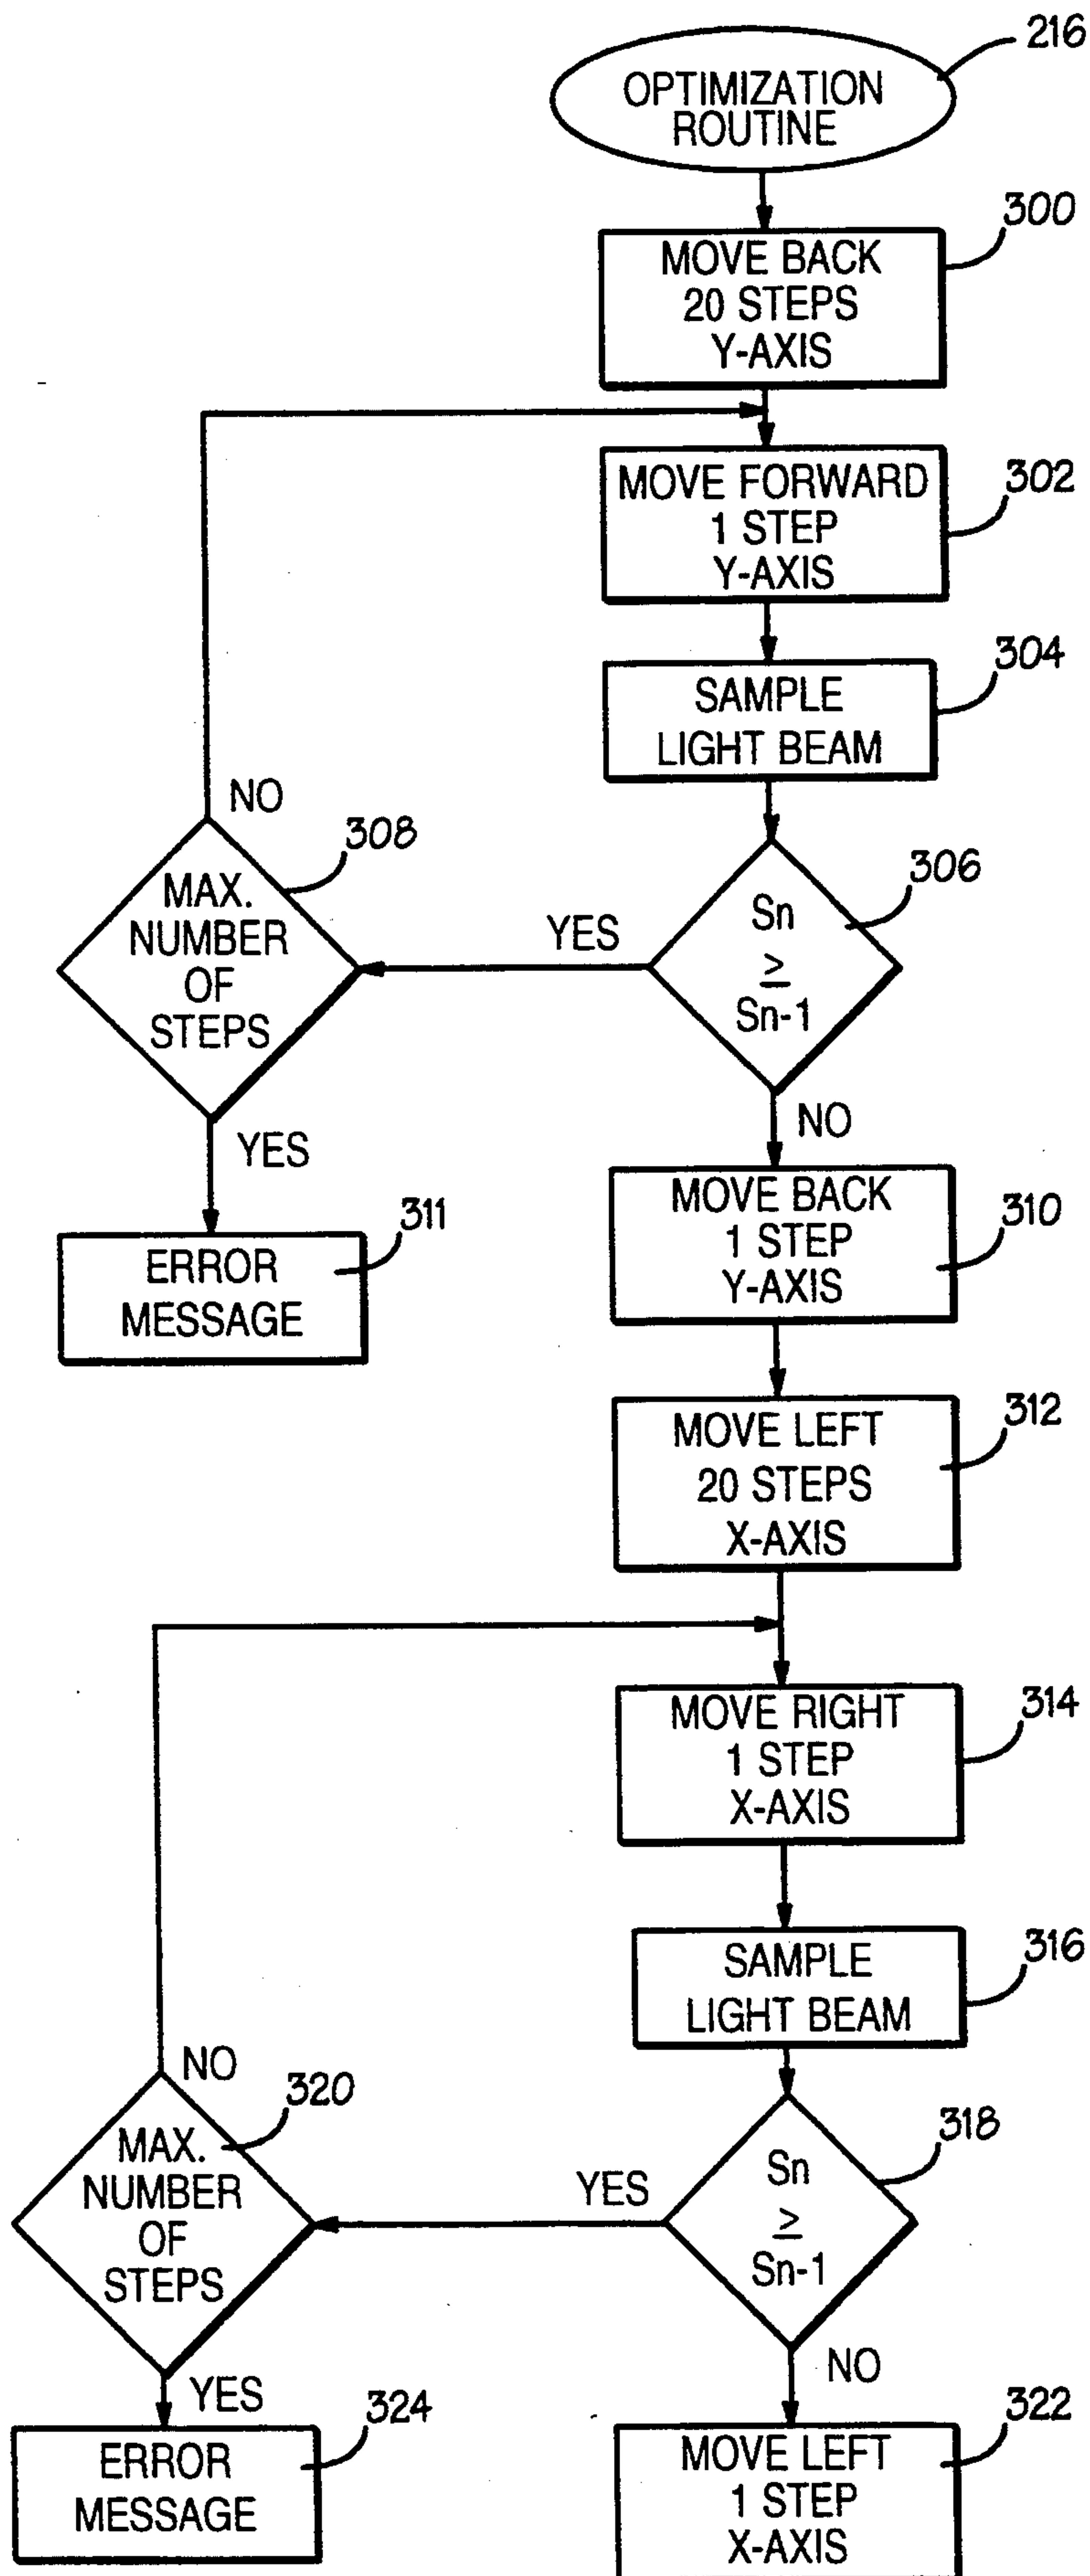 216
OPTIMIZATION
ROUTINE
300
MOVE BACK
20 STEPS
Y-AXIS
302
MOVE FORWARD
1 STEP
Y-AXIS
304
SAMPLE
LIGHT BEAM
NO
308
MAX.
NUMBER
OF
STEPS
YES
306
Sn
≥
Sn-1
YES
NO
311
ERROR
MESSAGE
310
MOVE BACK
1 STEP
Y-AXIS
312
MOVE LEFT
20 STEPS
X-AXIS
314
MOVE RIGHT
1 STEP
X-AXIS
316
SAMPLE
LIGHT BEAM
NO
320
MAX.
NUMBER
OF
STEPS
YES
318
Sn
≥
Sn-1
YES
NO
324
ERROR
MESSAGE
322
MOVE LEFT
1 STEP
X-AXIS